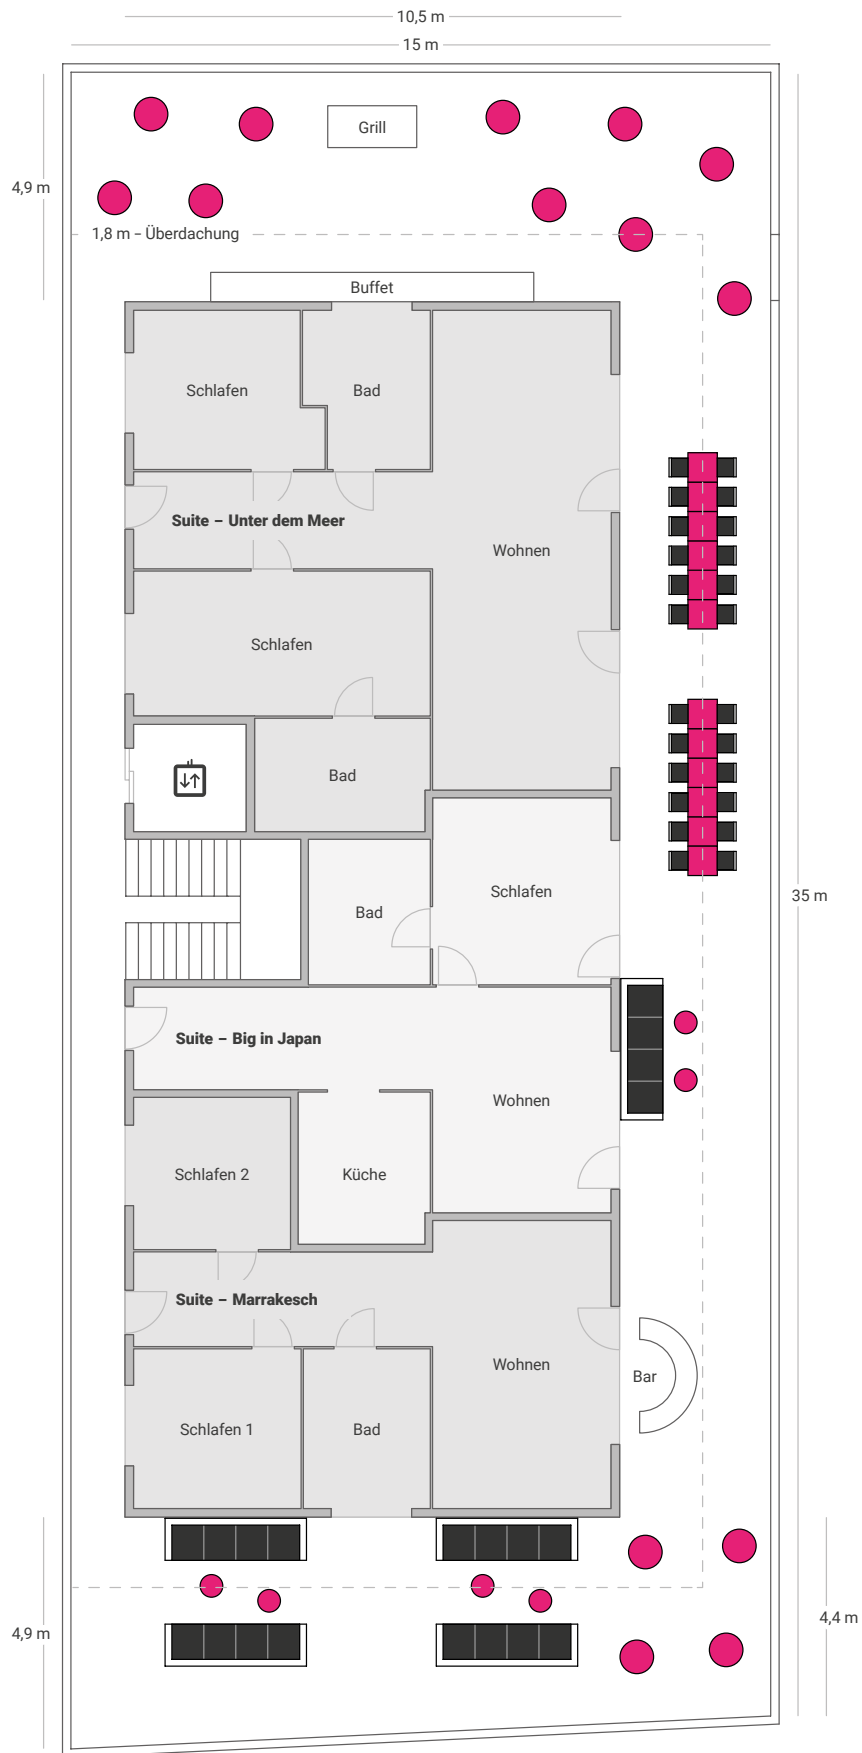 10,5 m
15 m
Grill
4,9 m
1,8 m – Überdachung
Buffet
Schlafen
Bad
Suite – Unter dem Meer
Wohnen
Schlafen
Bad
Schlafen
35 m
Bad
Suite – Big in Japan
Wohnen
Schlafen 2
Küche
Suite – Marrakesch
Wohnen
Bar
Schlafen 1
Bad
4,4 m
4,9 m